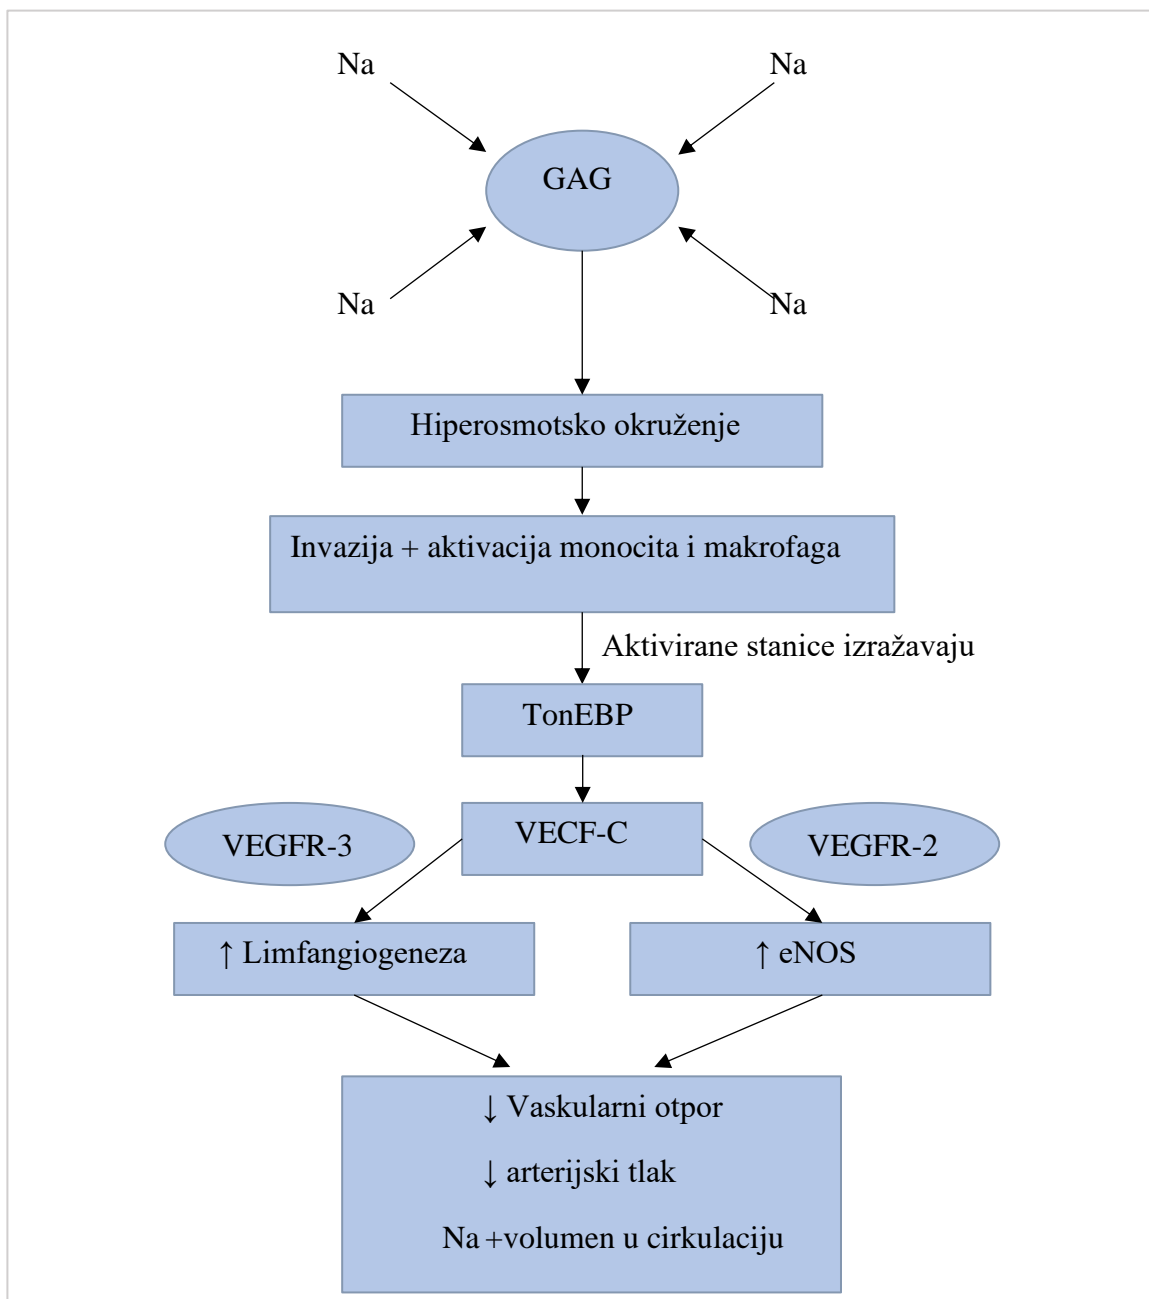 Na
Na
GAG
Na
Na
Hiperosmotsko okruženje
Invazija + aktivacija monocita i makrofaga
Aktivirane stanice izražavaju
TonEBP
VEGFR-3
VECF-C
VEGFR-2
↑ Limfangiogeneza
↑ eNOS
↓ Vaskularni otpor
↓ arterijski tlak
Na +volumen u cirkulaciju